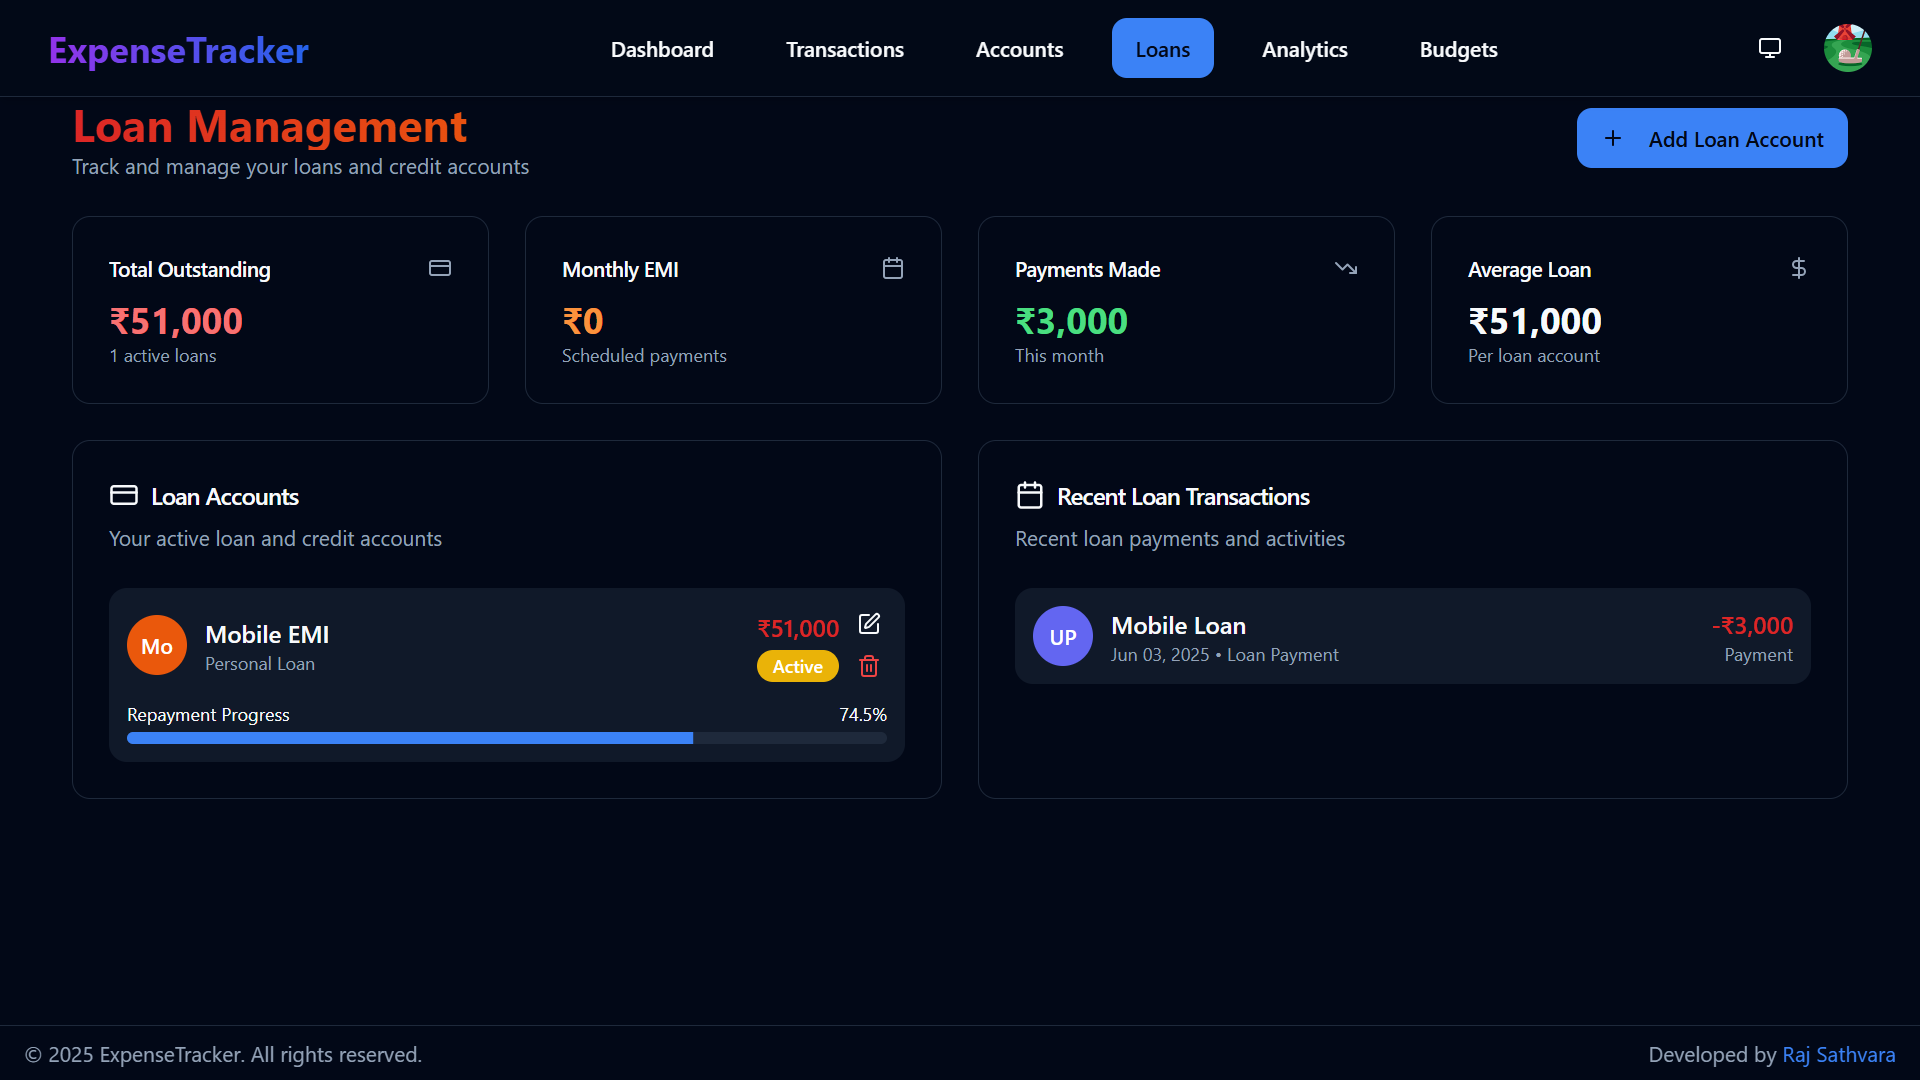 ExpenseTracker
Dashboard
Transactions
Accounts
Loans
Analytics
Budgets
Loan Management
Track and manage your loans and credit accounts
+ Add Loan Account
Total Outstanding
₹51,000
1 active loans
Monthly EMI
₹0
Scheduled payments
Payments Made
₹3,000
This month
Average Loan
₹51,000
Per loan account
Loan Accounts
Your active loan and credit accounts
Mo
Mobile EMI
Personal Loan
₹51,000
Active
Repayment Progress
74.5%
Recent Loan Transactions
Recent loan payments and activities
UP
Mobile Loan
Jun 03, 2025 • Loan Payment
-₹3,000
Payment
© 2025 ExpenseTracker. All rights reserved.
Developed by Raj Sathvara